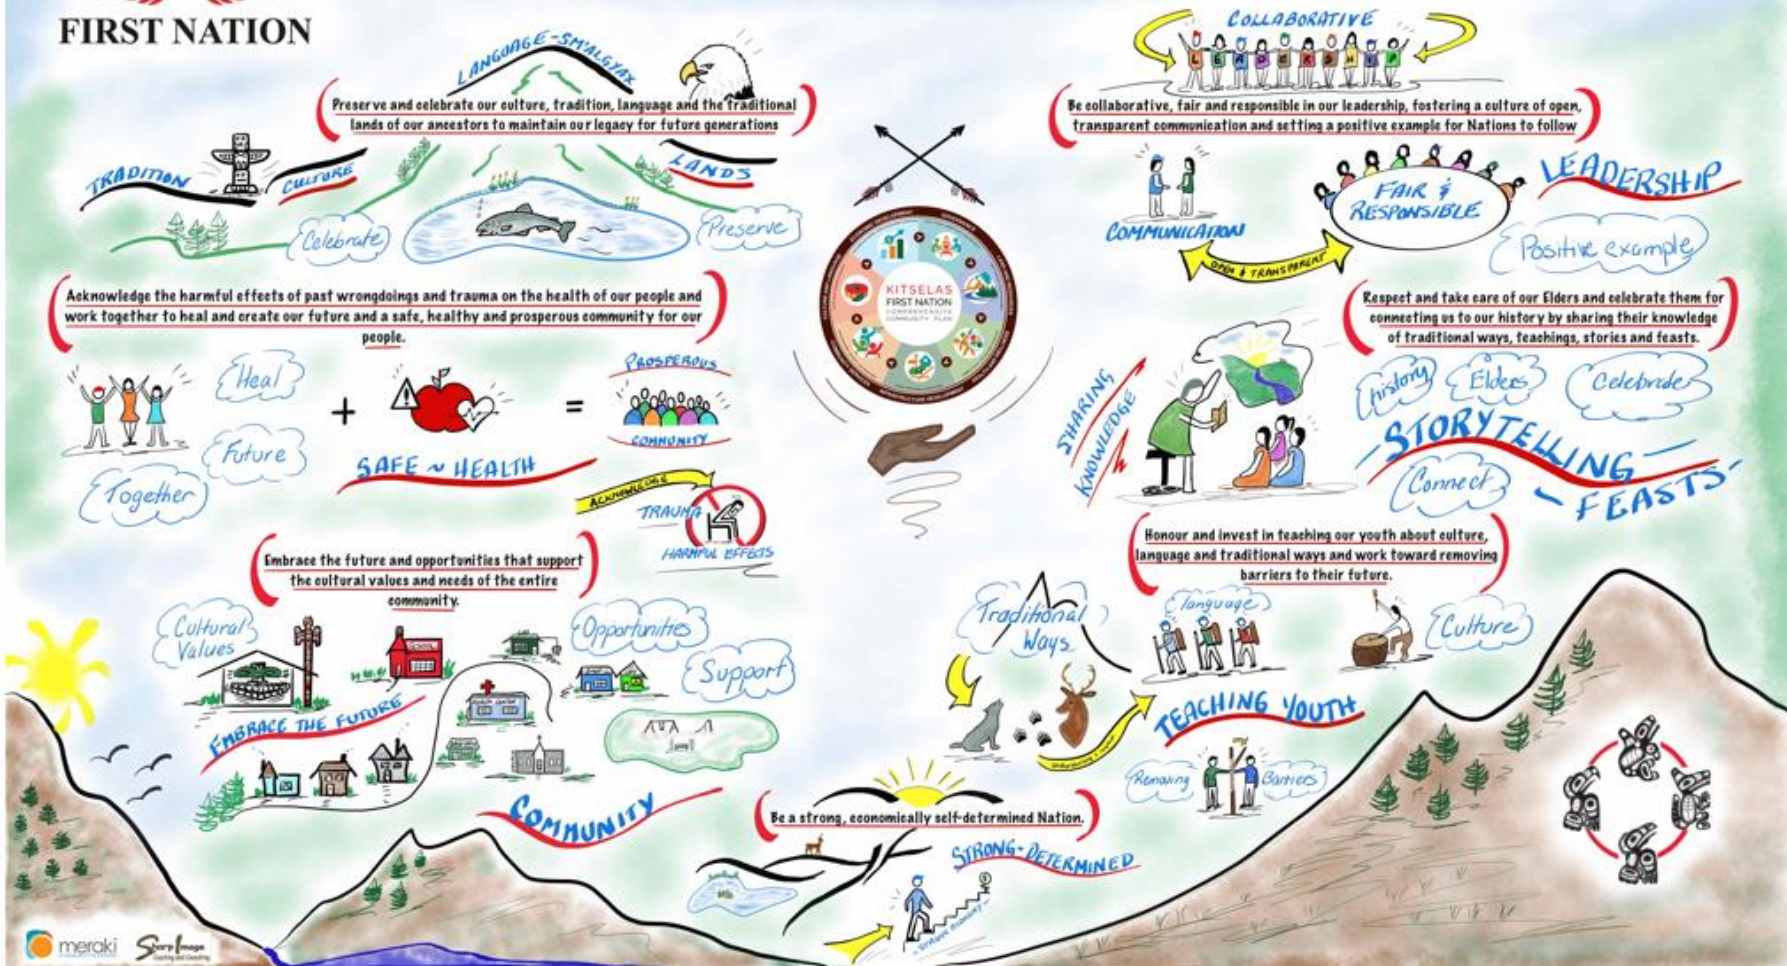 FIRST NATION
LANGUAGE-SM'ALGYAX
Preserve and celebrate our culture, tradition, language and the traditional
lands of our ancestors to maintain our legacy for future generations
TRADITION
CULTURE
LANDS
Celebrate
Preserve
Acknowledge the harmful effects of past wrongdoings and trauma on the health of our people and
work together to heal and create our future and a safe, healthy and prosperous community for our
people.
Heal
Future
Together
+
SAFE ~ HEALTH
=
PROSPEROUS
COMMUNITY
ACKNOWLEDGE
TRAUMA
HARMFUL EFFECTS
Embrace the future and opportunities that support
the cultural values and needs of the entire
community.
Cultural
Values
SCHOOL
Opportunities
Support
HEALTH CENTER
EMBRACE THE FUTURE
COMMUNITY
KITSELAS
FIRST NATION
COMPREHENSIVE
COMMUNITY PLAN
COLLABORATIVE
LEADERSHIP
Be collaborative, fair and responsible in our leadership, fostering a culture of open,
transparent communication and setting a positive example for Nations to follow
COMMUNICATION
OPEN & TRANSPARENT
FAIR &
RESPONSIBLE
LEADERSHIP
Positive example
Respect and take care of our Elders and celebrate them for
connecting us to our history by sharing their knowledge
of traditional ways, teachings, stories and feasts.
SHARING
KNOWLEDGE
history
Elders
Celebrate
STORYTELLING
Connect
FEASTS
Honour and invest in teaching our youth about culture,
language and traditional ways and work toward removing
barriers to their future.
Traditional
Ways
language
Culture
TEACHING YOUTH
Removing
Barriers
Be a strong, economically self-determined Nation.
STRONG-DETERMINED
STRONG ECONOMY
meraki
Sharp Image